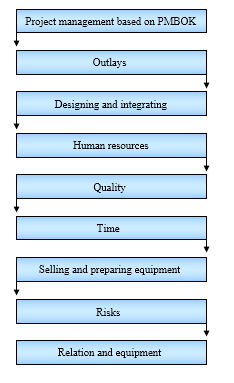 Project management based on PMBOK
Outlays
Designing and integrating
Human resources
Quality
Time
Selling and preparing equipment
Risks
Relation and equipment